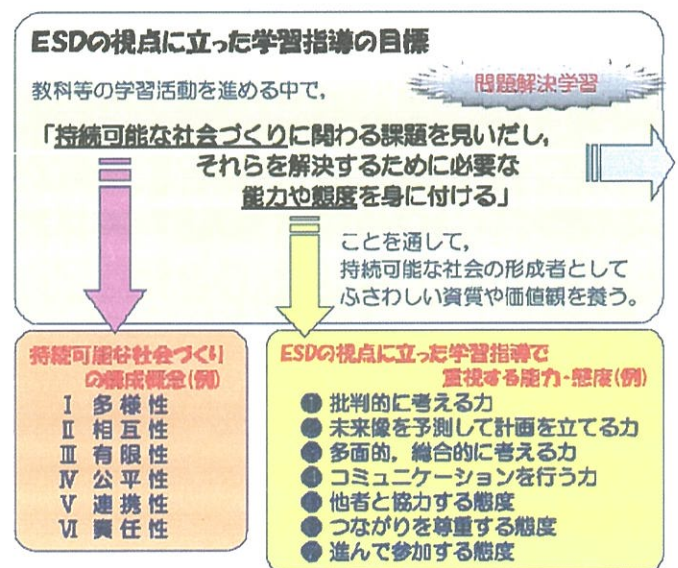 ESDの視点に立った学習指導の目標
教科等の学習活動を進める中で,
問題解決学習
「持続可能な社会づくりに関わる課題を見いだし,
それらを解決するために必要な
能力や態度を身に付ける」
ことを通して,
持続可能な社会の形成者として
ふさわしい資質や価値観を養う。
持続可能な社会づくり
の構成概念(例)
Ⅰ 多様性
Ⅱ 相互性
Ⅲ 有限性
Ⅳ 公平性
Ⅴ 連携性
Ⅵ 責任性
ESDの視点に立った学習指導で
重視する能力・態度(例)
❶ 批判的に考える力
❷ 未来像を予測して計画を立てる力
❸ 多面的,総合的に考える力
❹ コミュニケーションを行う力
❺ 他者と協力する態度
❻ つながりを尊重する態度
❼ 進んで参加する態度